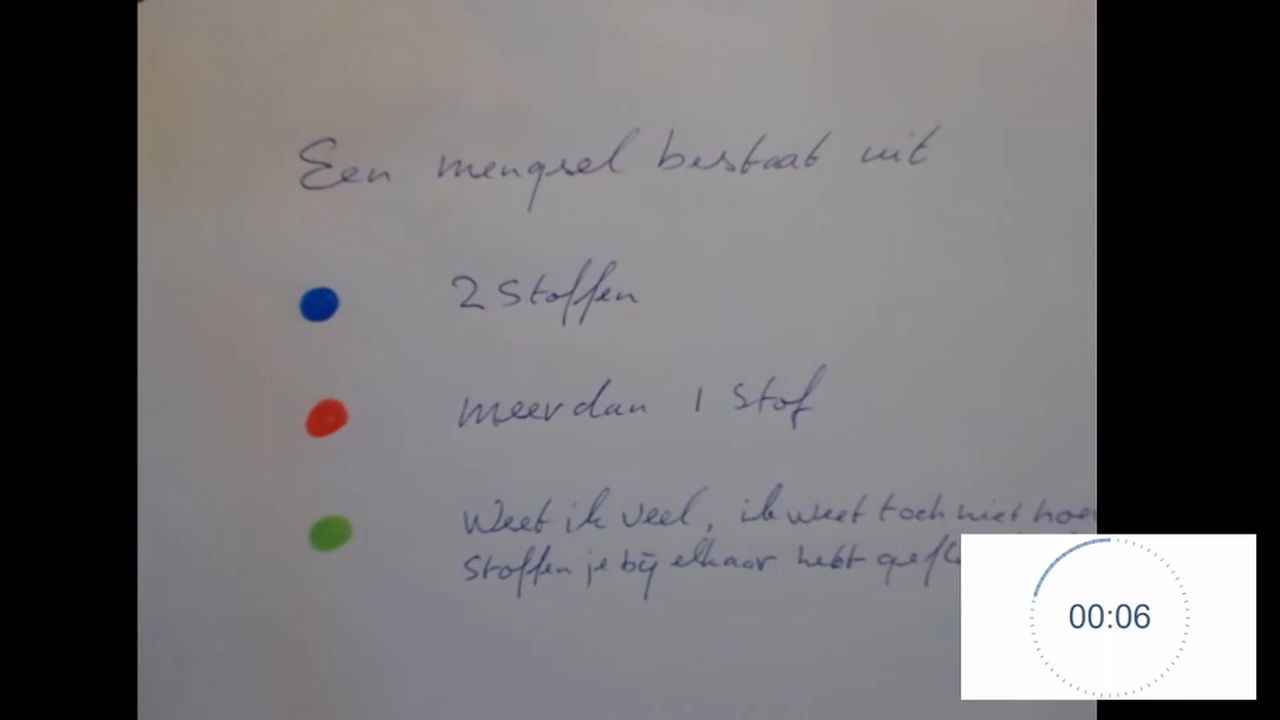 Een mengsel bestaat uit
2 stoffen
meer dan 1 stof
Weet ik veel, ik weet toch niet
stoffen je bij elkaar hebt
00:06